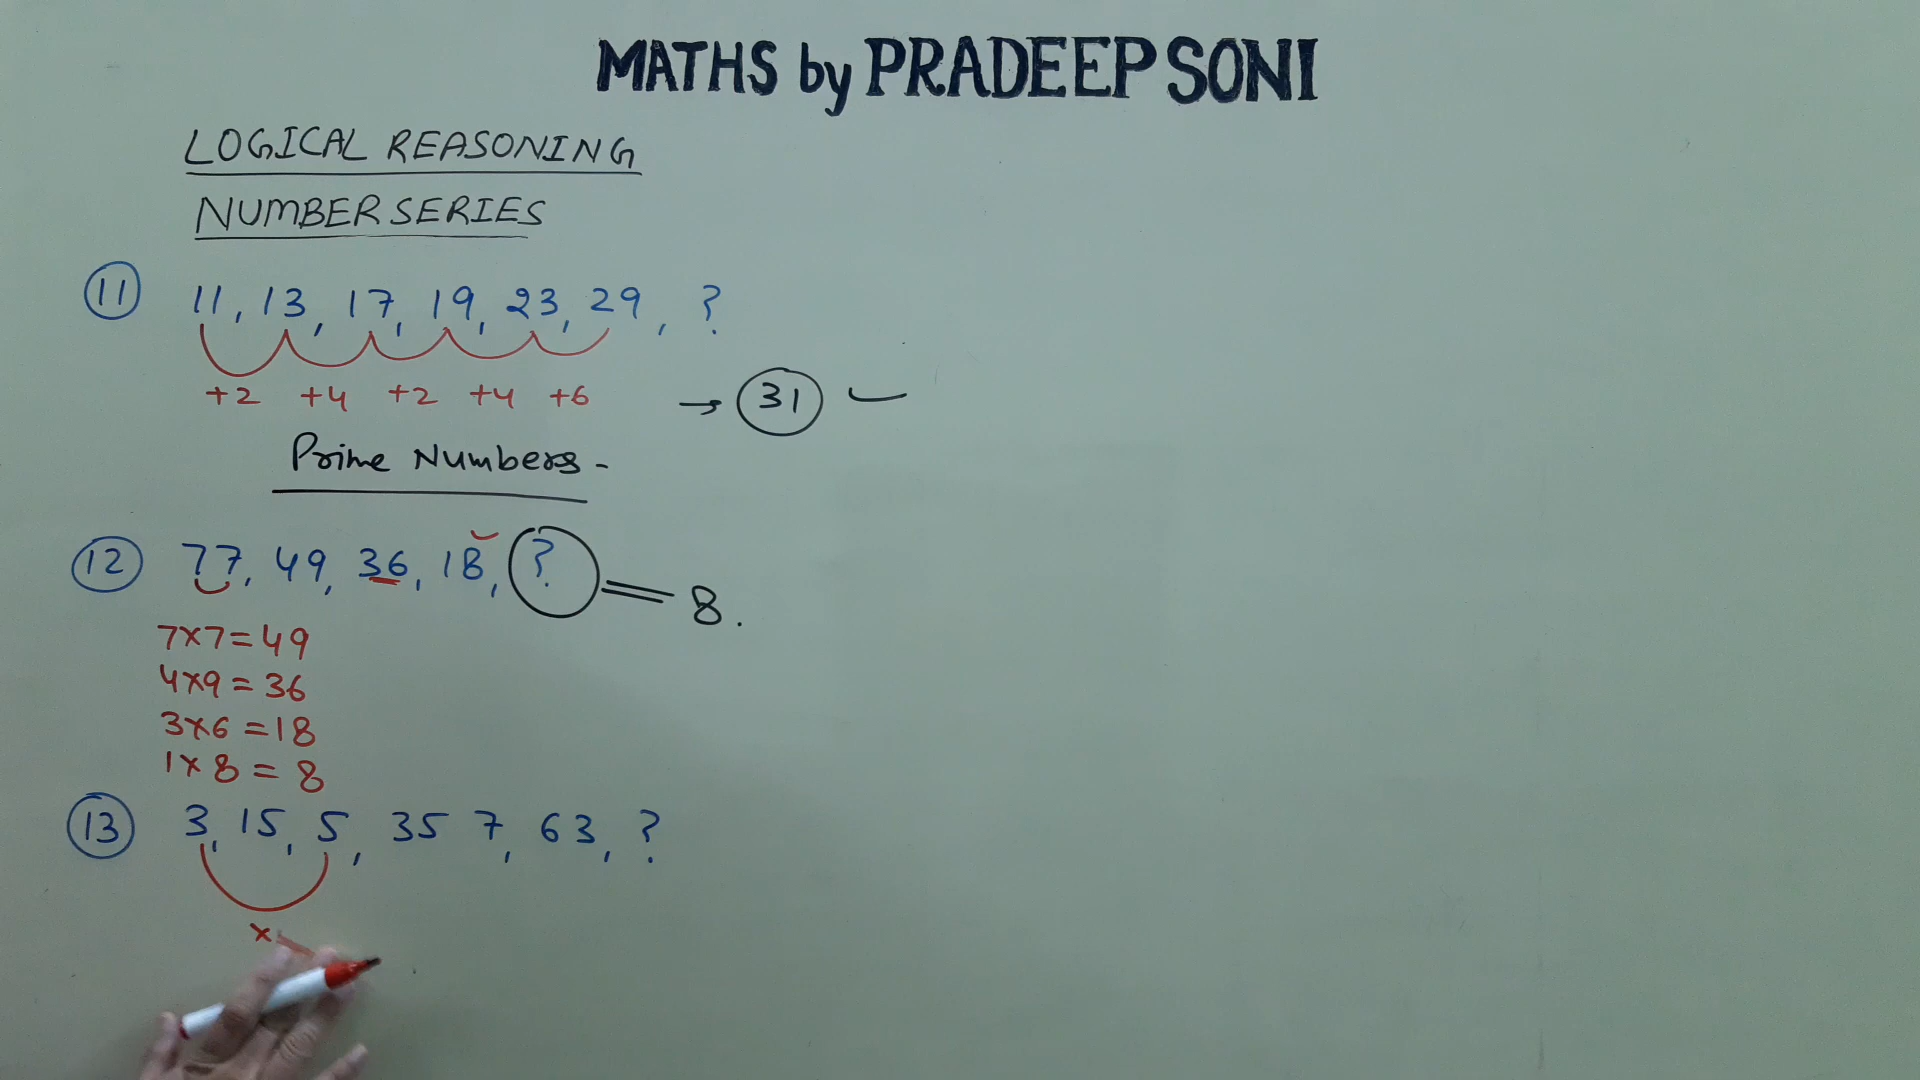 MATHS by PRADEEP SONI
LOGICAL REASONING
NUMBER SERIES
11 11, 13, 17, 19, 23, 29, ?
+2 +4 +2 +4 +6 → 31
Prime Numbers -
12 77, 49, 36, 18, ? = 8.
7×7=49
4×9=36
3×6=18
1×8=8
13 3, 15, 5, 35 7, 63, ?
×